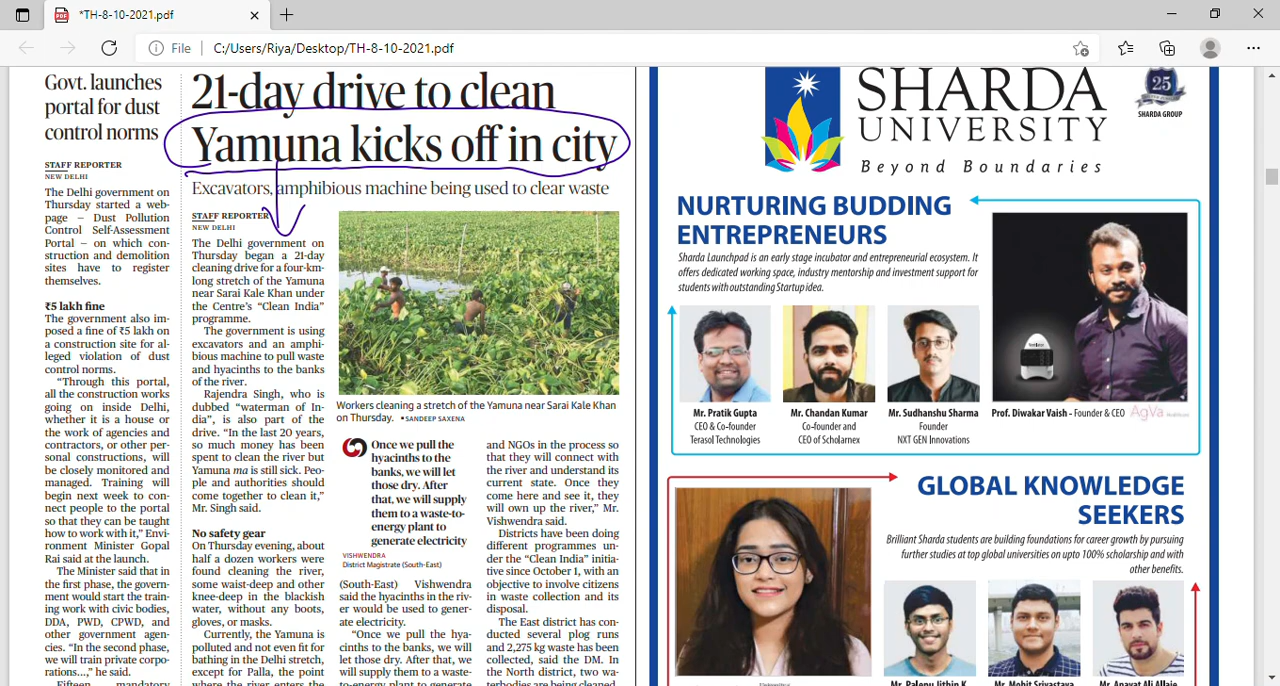 *TH-8-10-2021.pdf
File
C:/Users/Riya/Desktop/TH-8-10-2021.pdf
Govt. launches
portal for dust
control norms
STAFF REPORTER
NEW DELHI
The Delhi government on
Thursday started a web-
page – Dust Pollution
Control Self-Assessment
Portal – on which con-
struction and demolition
sites have to register
themselves.
₹5 lakh fine
The government also im-
posed a fine of ₹5 lakh on
a construction site for al-
leged violation of dust
control norms.
“Through this portal,
all the construction works
going on inside Delhi,
whether it is a house or
the work of agencies and
contractors, or other per-
sonal constructions, will
be closely monitored and
managed. Training will
begin next week to con-
nect people to the portal
so that they can be taught
how to work with it,” Envi-
ronment Minister Gopal
Rai said at the launch.
The Minister said that in
the first phase, the govern-
ment would start the train-
ing work with civic bodies,
DDA, PWD, CPWD, and
other government agen-
cies. “In the second phase,
we will train private corpo-
rations...,” he said.
Fifteen mandatory
21-day drive to clean
Yamuna kicks off in city
Excavators, amphibious machine being used to clear waste
STAFF REPORTER
NEW DELHI
The Delhi government on
Thursday began a 21-day
cleaning drive for a four-km-
long stretch of the Yamuna
near Sarai Kale Khan under
the Centre’s “Clean India”
programme.
The government is using
excavators and an amphi-
bious machine to pull waste
and hyacinths to the banks
of the river.
Rajendra Singh, who is
dubbed “waterman of In-
dia”, is also part of the
drive. “In the last 20 years,
so much money has been
spent to clean the river but
Yamuna ma is still sick. Peo-
ple and authorities should
come together to clean it,”
Mr. Singh said.
No safety gear
On Thursday evening, about
half a dozen workers were
found cleaning the river,
some waist-deep and other
knee-deep in the blackish
water, without any boots,
gloves, or masks.
Currently, the Yamuna is
polluted and not even fit for
bathing in the Delhi stretch,
except for Palla, the point
where the river enters the
Workers cleaning a stretch of the Yamuna near Sarai Kale Khan
on Thursday. •SANDEEP SAXENA
Once we pull the
hyacinths to the
banks, we will let
those dry. After
that, we will supply
them to a waste-to-
energy plant to
generate electricity
VISHWENDRA
District Magistrate (South-East)
(South-East) Vishwendra
said the hyacinths in the riv-
er would be used to gener-
ate electricity.
“Once we pull the hya-
cinths to the banks, we will
let those dry. After that, we
will supply them to a waste-
to-energy plant to generate
and NGOs in the process so
that they will connect with
the river and understand its
current state. Once they
come here and see it, they
will own up the river,” Mr.
Vishwendra said.
Districts have been doing
different programmes un-
der the “Clean India” initia-
tive since October 1, with an
objective to involve citizens
in waste collection and its
disposal.
The East district has con-
ducted several plog runs
and 2,275 kg waste has been
collected, said the DM. In
the North district, two wa-
terbodies are being cleaned
SHARDA
UNIVERSITY
Beyond Boundaries
25
SHARDA GROUP
NURTURING BUDDING
ENTREPRENEURS
Sharda Launchpad is an early stage incubator and entrepreneurial ecosystem. It
offers dedicated working space, industry mentorship and investment support for
students with outstanding Startup idea.
Mr. Pratik Gupta
CEO & Co-founder
Terasol Technologies
Mr. Chandan Kumar
Co-founder and
CEO of Scholarnex
Mr. Sudhanshu Sharma
Founder
NXT GEN Innovations
Prof. Diwakar Vaish - Founder & CEO AgVa
GLOBAL KNOWLEDGE
SEEKERS
Brilliant Sharda students are building foundations for career growth by pursuing
further studies at top global universities on upto 100% scholarship and with
other benefits.
Mr. Palepu Jithin K
Mr. Mohit Srivastava
Mr. Anayat Ali Allaie